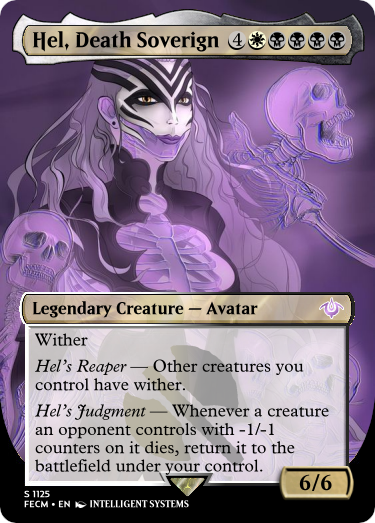 Hel, Death Soverign 4
Legendary Creature — Avatar
Wither
Hel's Reaper — Other creatures you
control have wither.
Hel's Judgment — Whenever a creature
an opponent controls with -1/-1
counters on it dies, return it to the
battlefield under your control.
6/6
S 1125
FECM • EN INTELLIGENT SYSTEMS